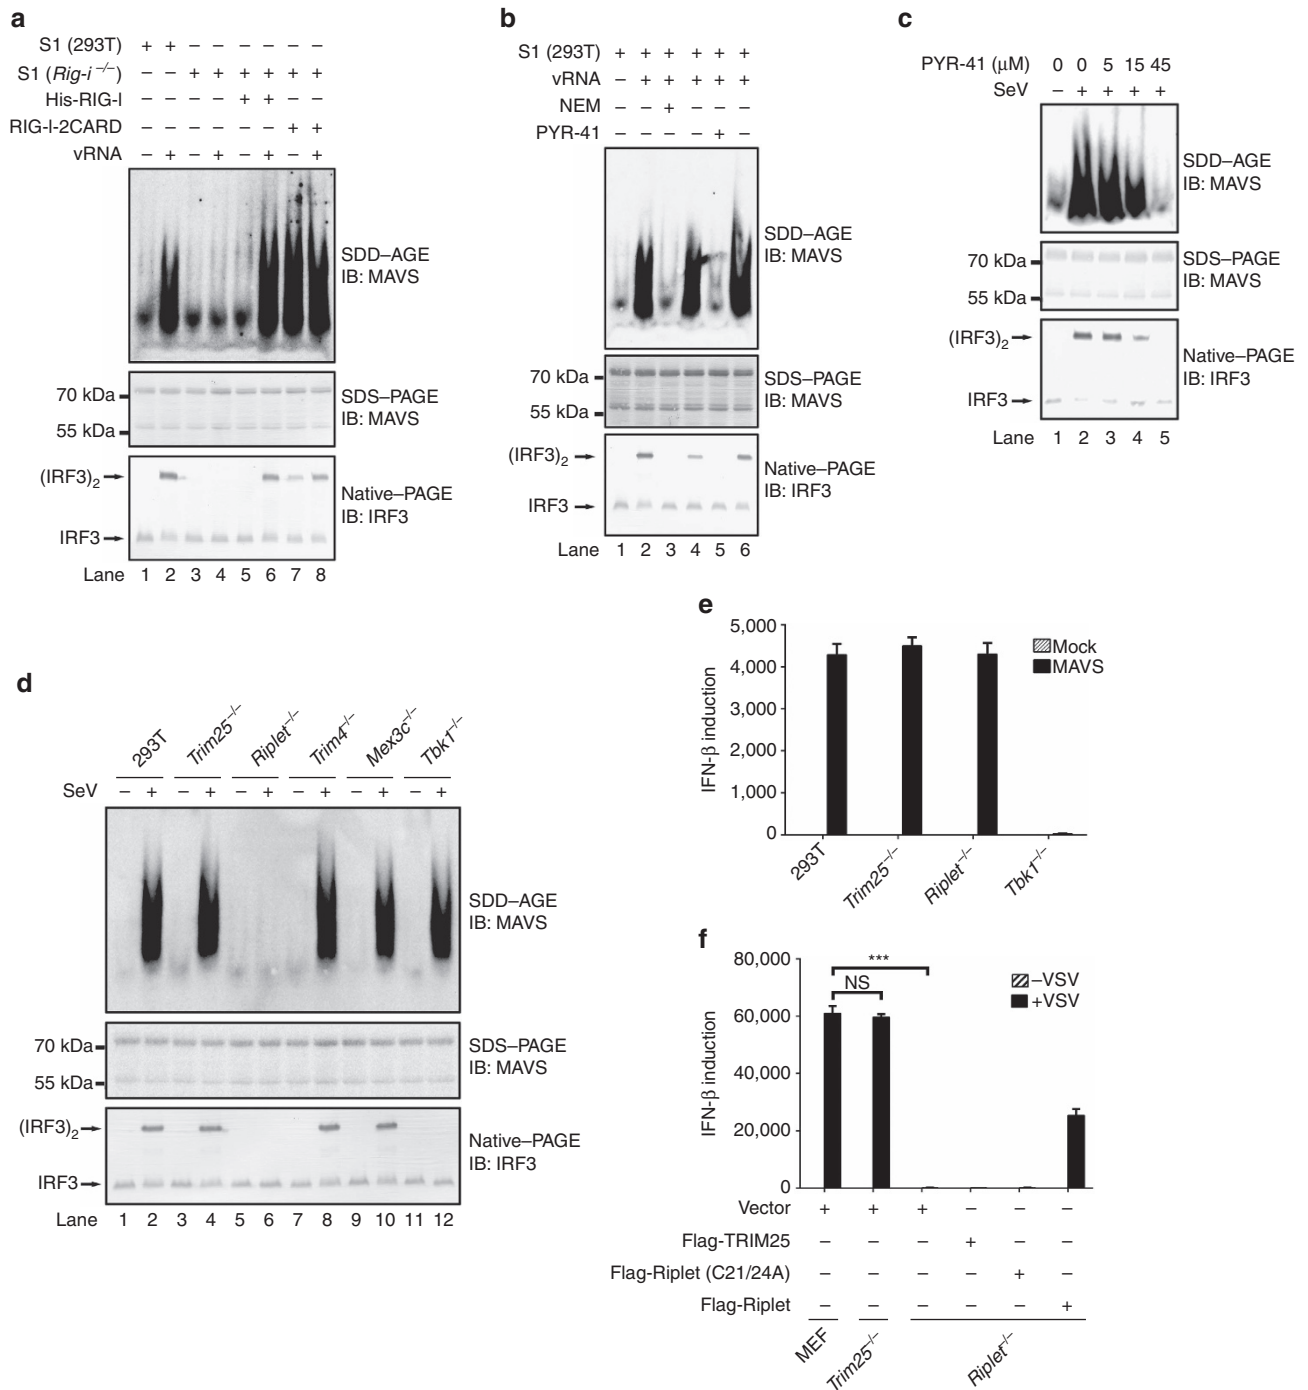 a
S1 (293T) + + – – – – – –
S1 (Rig-i –/–) – – + + + + + +
His-RIG-I – – – – + + – –
RIG-I-2CARD – – – – – – + +
vRNA – + – + – + – +
SDD–AGE
IB: MAVS
70 kDa
55 kDa
SDS–PAGE
IB: MAVS
(IRF3)2
IRF3
Native–PAGE
IB: IRF3
Lane 1 2 3 4 5 6 7 8
b
S1 (293T) + + + + + +
vRNA – + + + + +
NEM – – + – – –
PYR-41 – – – – + –
SDD–AGE
IB: MAVS
70 kDa
55 kDa
SDS–PAGE
IB: MAVS
(IRF3)2
IRF3
Native–PAGE
IB: IRF3
Lane 1 2 3 4 5 6
c
PYR-41 (μM) 0 0 5 15 45
SeV – + + + +
SDD–AGE
IB: MAVS
70 kDa
55 kDa
SDS–PAGE
IB: MAVS
(IRF3)2
IRF3
Native–PAGE
IB: IRF3
Lane 1 2 3 4 5
d
293T Trim25–/– Riplet–/– Trim4–/– Mex3c–/– Tbk1–/–
SeV – + – + – + – + – + – +
SDD–AGE
IB: MAVS
70 kDa
55 kDa
SDS–PAGE
IB: MAVS
(IRF3)2
IRF3
Native–PAGE
IB: IRF3
Lane 1 2 3 4 5 6 7 8 9 10 11 12
e
IFN-β induction
5,000
4,000
3,000
2,000
1,000
0
Mock
MAVS
293T Trim25–/– Riplet–/– Tbk1–/–
f
IFN-β induction
80,000
60,000
40,000
20,000
0
***
NS
–VSV
+VSV
Vector + + + – – –
Flag-TRIM25 – – – + – –
Flag-Riplet (C21/24A) – – – – + –
Flag-Riplet – – – – – +
MEF Trim25–/– Riplet–/–